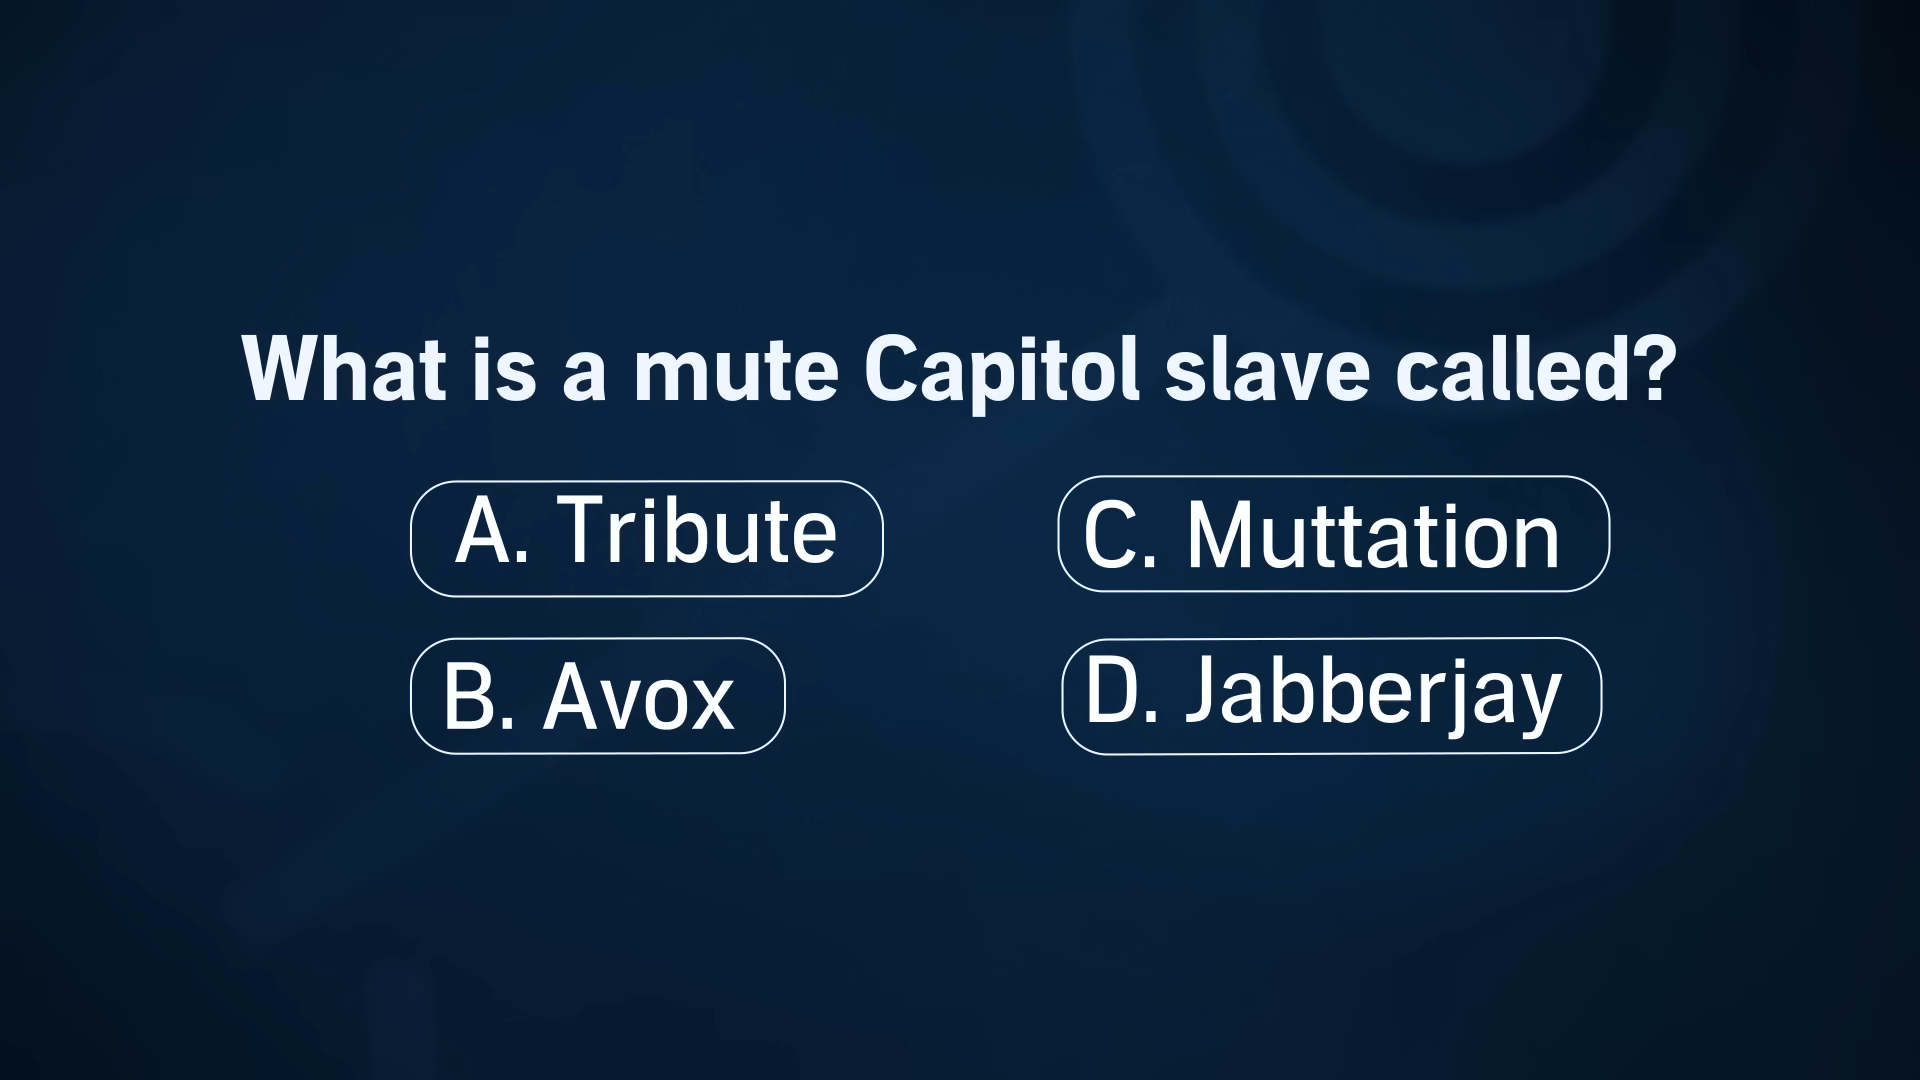 What is a mute Capitol slave called?
A. Tribute
B. Avox
C. Muttation
D. Jabberjay